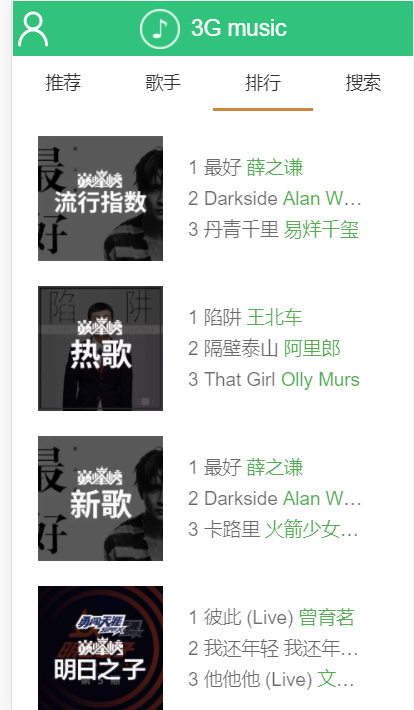 3G music
推荐 歌手 排行 搜索
巅峰榜
流行指数
1 最好 薛之谦
2 Darkside Alan W…
3 丹青千里 易烊千玺
陷阱
巅峰榜
热歌
1 陷阱 王北车
2 隔壁泰山 阿里郎
3 That Girl Olly Murs
最好
巅峰榜
新歌
1 最好 薛之谦
2 Darkside Alan W…
3 卡路里 火箭少女…
勇闯天涯
superX
巅峰榜
明日之子
1 彼此 (Live) 曾育茗
2 我还年轻 我还年…
3 他他他 (Live) 文…